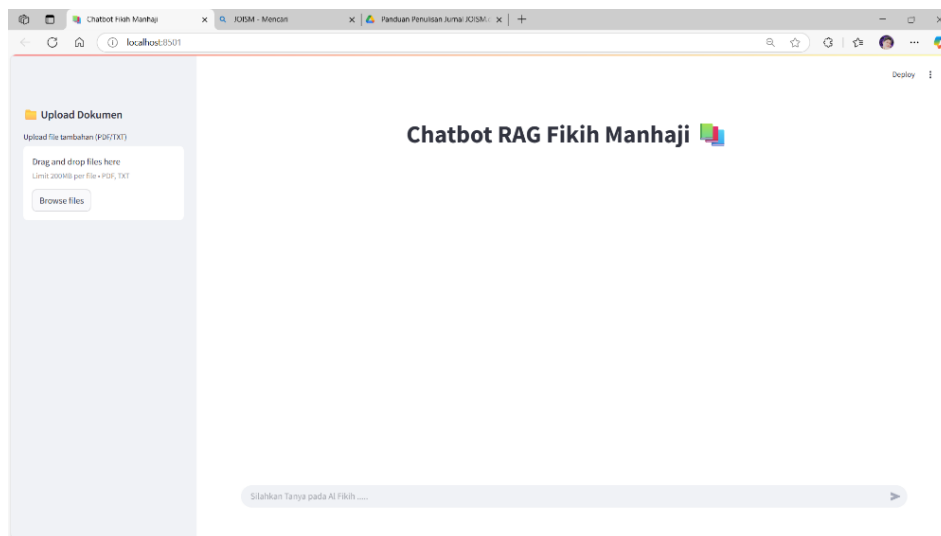 Chatbot Fikih Manhaji
JOISM - Mencari
Panduan Penulisan Jurnal JOISM.
localhost:8501
Deploy
Upload Dokumen
Upload file tambahan (PDF/TXT)
Drag and drop files here
Limit 200MB per file • PDF, TXT
Browse files
Chatbot RAG Fikih Manhaji
Silahkan Tanya pada Al Fikih .....